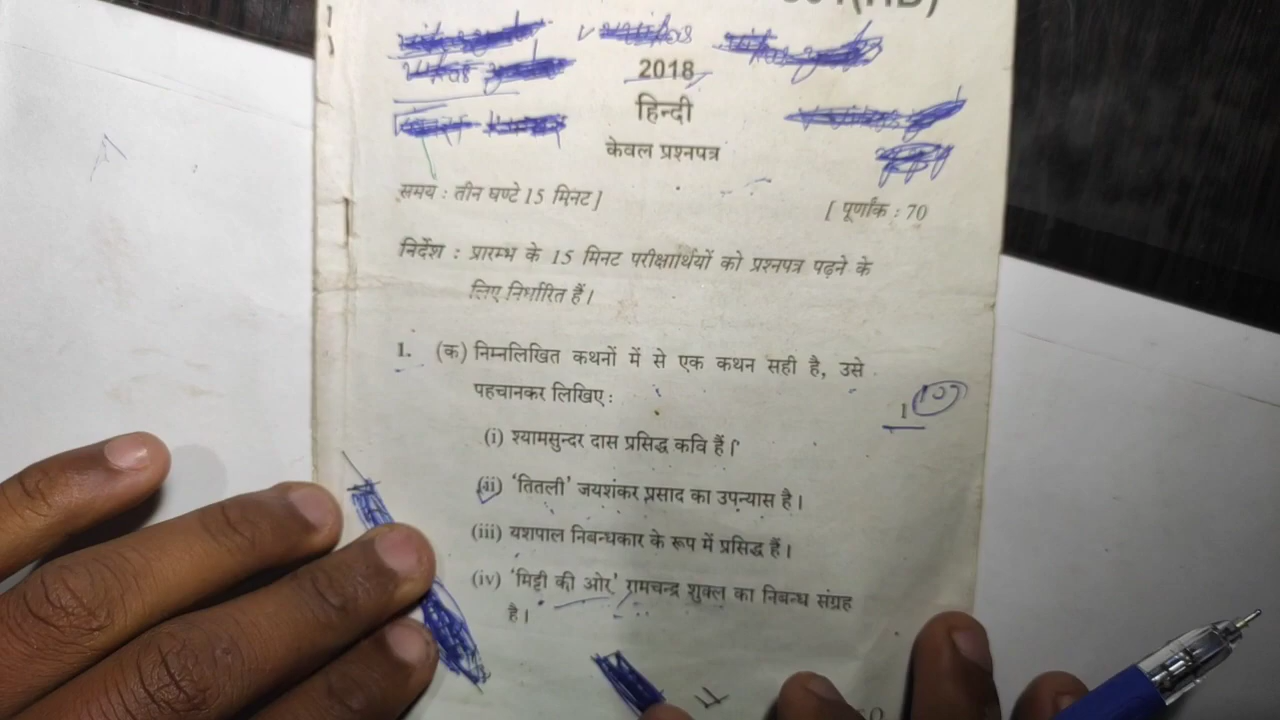 2018
हिन्दी
केवल प्रश्नपत्र
समय : तीन घण्टे 15 मिनट]
[ पूर्णांक : 70
निर्देश : प्रारम्भ के 15 मिनट परीक्षार्थियों को प्रश्नपत्र पढ़ने के
लिए निर्धारित हैं।
1. (क) निम्नलिखित कथनों में से एक कथन सही है, उसे
पहचानकर लिखिए :
1
(i) श्यामसुन्दर दास प्रसिद्ध कवि हैं।
(ii) 'तितली' जयशंकर प्रसाद का उपन्यास है।
(iii) यशपाल निबन्धकार के रूप में प्रसिद्ध हैं।
(iv) 'मिट्टी की ओर' रामचन्द्र शुक्ल का निबन्ध संग्रह
है।